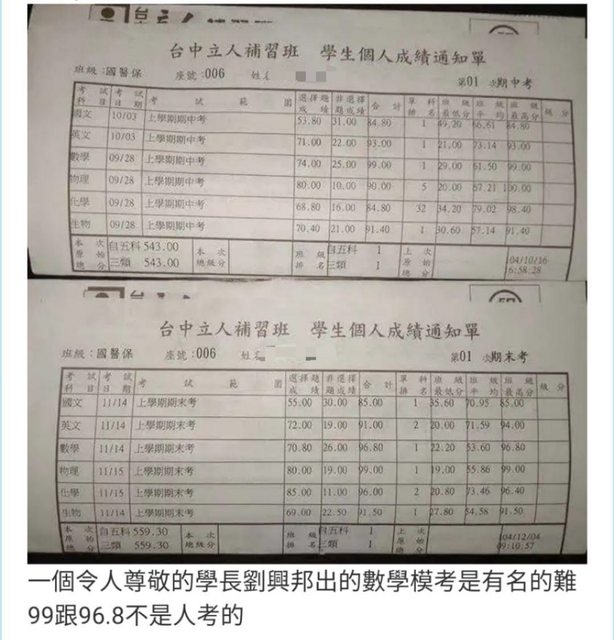 台中立人補習班 學生個人成績通知單
班級:國醫保 座號:006 第01次期中考
考試科目 考試日期 考試範圍 選擇題成績 非選擇題成績 合計 單科排名 班級最低分 班級平均 班級最高分 級分
國文 10/03 上學期期中考 53.80 31.00 84.80 1 49.20 66.61 84.80
英文 10/03 上學期期中考 71.00 22.00 93.00 1 21.00 73.14 93.00
數學 09/28 上學期期中考 74.00 25.00 99.00 1 29.00 61.50 99.00
物理 09/28 上學期期中考 80.00 10.00 90.00 5 20.00 67.21 100.00
化學 09/28 上學期期中考 68.80 16.00 84.80 32 34.20 79.02 98.40
生物 09/28 上學期期中考 70.40 21.00 91.40 1 30.60 57.14 91.40
本次原始總分 自五科 543.00 本次總級分 班級排名 自五科 1 上次原始總分 104/10/16
三類 543.00 三類 1 16:58:28
台中立人補習班 學生個人成績通知單
班級:國醫保 座號:006 第01次期末考
考試科目 考試日期 考試範圍 選擇題成績 非選擇題成績 合計 單科排名 班級最低分 班級平均 班級最高分 級分
國文 11/14 上學期期末考 55.00 30.00 85.00 1 35.60 70.95 85.00
英文 11/14 上學期期末考 72.00 19.00 91.00 2 20.00 71.59 94.00
數學 11/14 上學期期末考 70.80 26.00 96.80 1 22.20 53.60 96.80
物理 11/15 上學期期末考 80.00 19.00 99.00 1 19.00 55.86 99.00
化學 11/15 上學期期末考 85.00 11.00 96.00 2 20.80 73.46 96.40
生物 11/14 上學期期末考 69.00 22.50 91.50 1 27.80 54.58 91.50
本次原始總分 自五科 559.30 本次總級分 班級排名 自五科 1 上次原始總分 104/12/04
三類 559.30 三類 1 09:10:57
一個令人尊敬的學長劉興邦出的數學模考是有名的難
99跟96.8不是人考的